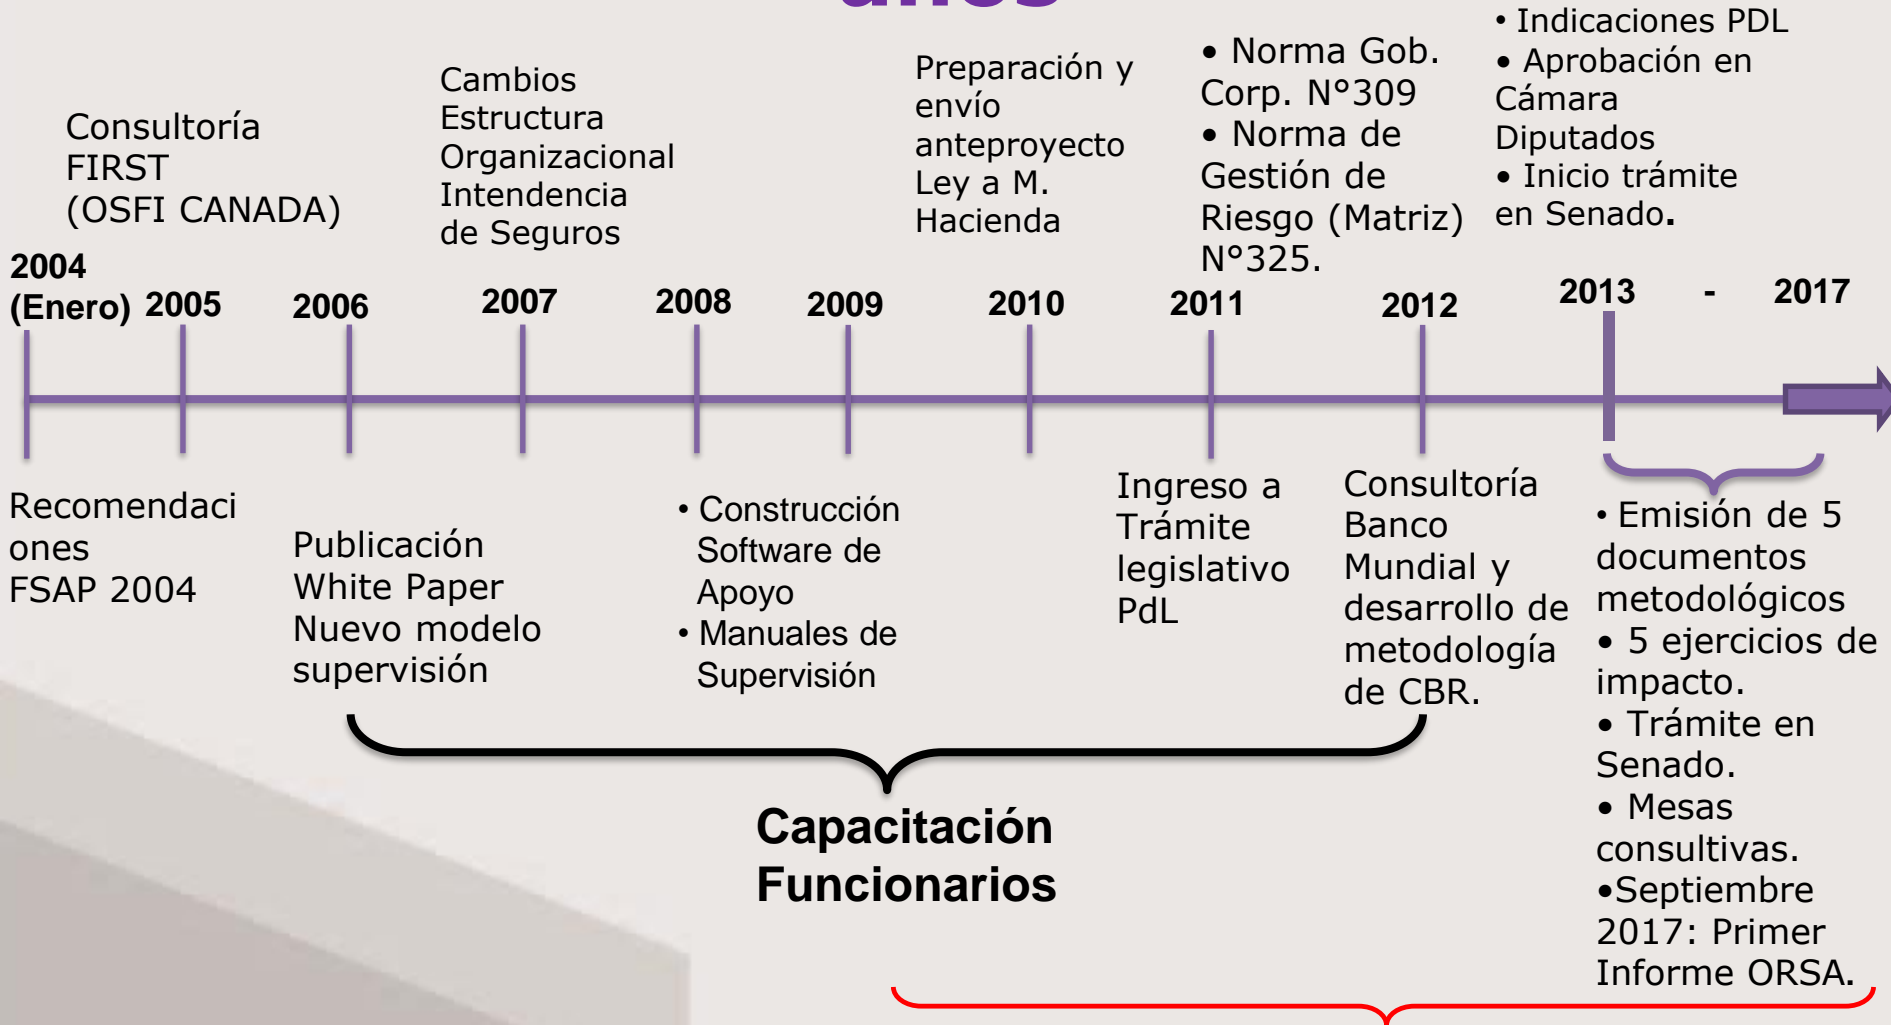 Consultoría
FIRST
(OSFI CANADA)
Cambios
Estructura
Organizacional
Intendencia
de Seguros
Preparación y
envío
anteproyecto
Ley a M.
Hacienda
• Norma Gob.
Corp. N°309
• Norma de
Gestión de
Riesgo (Matriz)
N°325.
• Indicaciones PDL
• Aprobación en
Cámara
Diputados
• Inicio trámite
en Senado.
2004
(Enero)
2005
2006
2007
2008
2009
2010
2011
2012
2013 - 2017
Recomendaci
ones
FSAP 2004
Publicación
White Paper
Nuevo modelo
supervisión
• Construcción
Software de
Apoyo
• Manuales de
Supervisión
Ingreso a
Trámite
legislativo
PdL
Consultoría
Banco
Mundial y
desarrollo de
metodología
de CBR.
• Emisión de 5
documentos
metodológicos
• 5 ejercicios de
impacto.
• Trámite en
Senado.
• Mesas
consultivas.
•Septiembre
2017: Primer
Informe ORSA.
Capacitación
Funcionarios